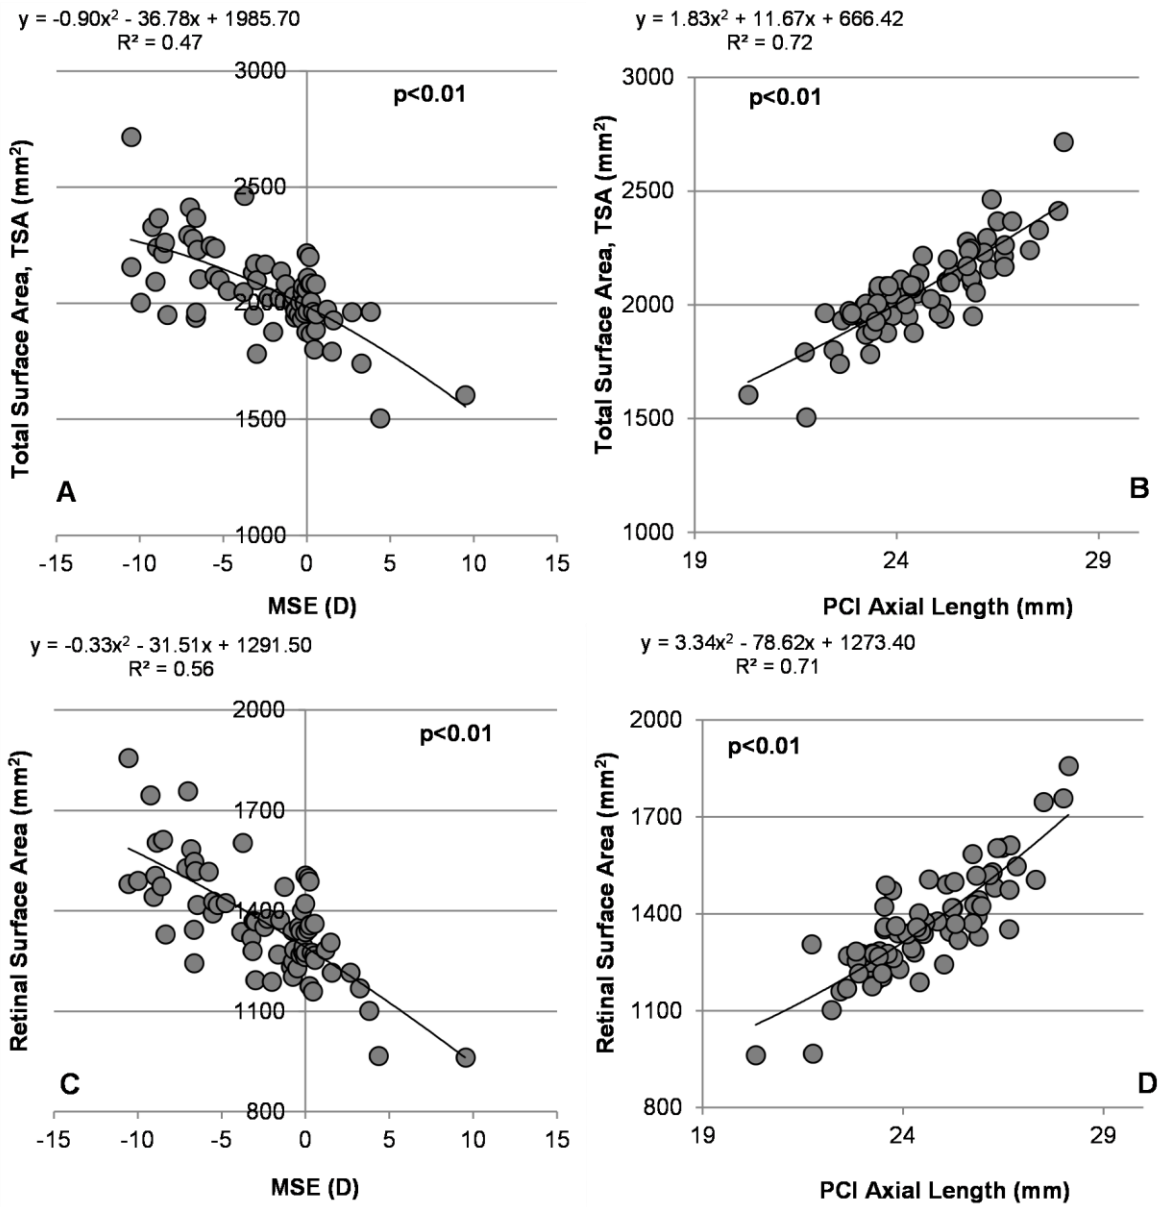 y = -0.90x² - 36.78x + 1985.70
R² = 0.47
3000
p<0.01
2500
2000
1500
1000
Total Surface Area, TSA (mm²)
A
-15 -10 -5 0 5 10 15
MSE (D)
y = 1.83x² + 11.67x + 666.42
R² = 0.72
3000
p<0.01
2500
2000
1500
1000
Total Surface Area, TSA (mm²)
B
19 24 29
PCI Axial Length (mm)
y = -0.33x² - 31.51x + 1291.50
R² = 0.56
2000
p<0.01
1700
1400
1100
800
Retinal Surface Area (mm²)
C
-15 -10 -5 0 5 10 15
MSE (D)
y = 3.34x² - 78.62x + 1273.40
R² = 0.71
2000
p<0.01
1700
1400
1100
800
Retinal Surface Area (mm²)
D
19 24 29
PCI Axial Length (mm)